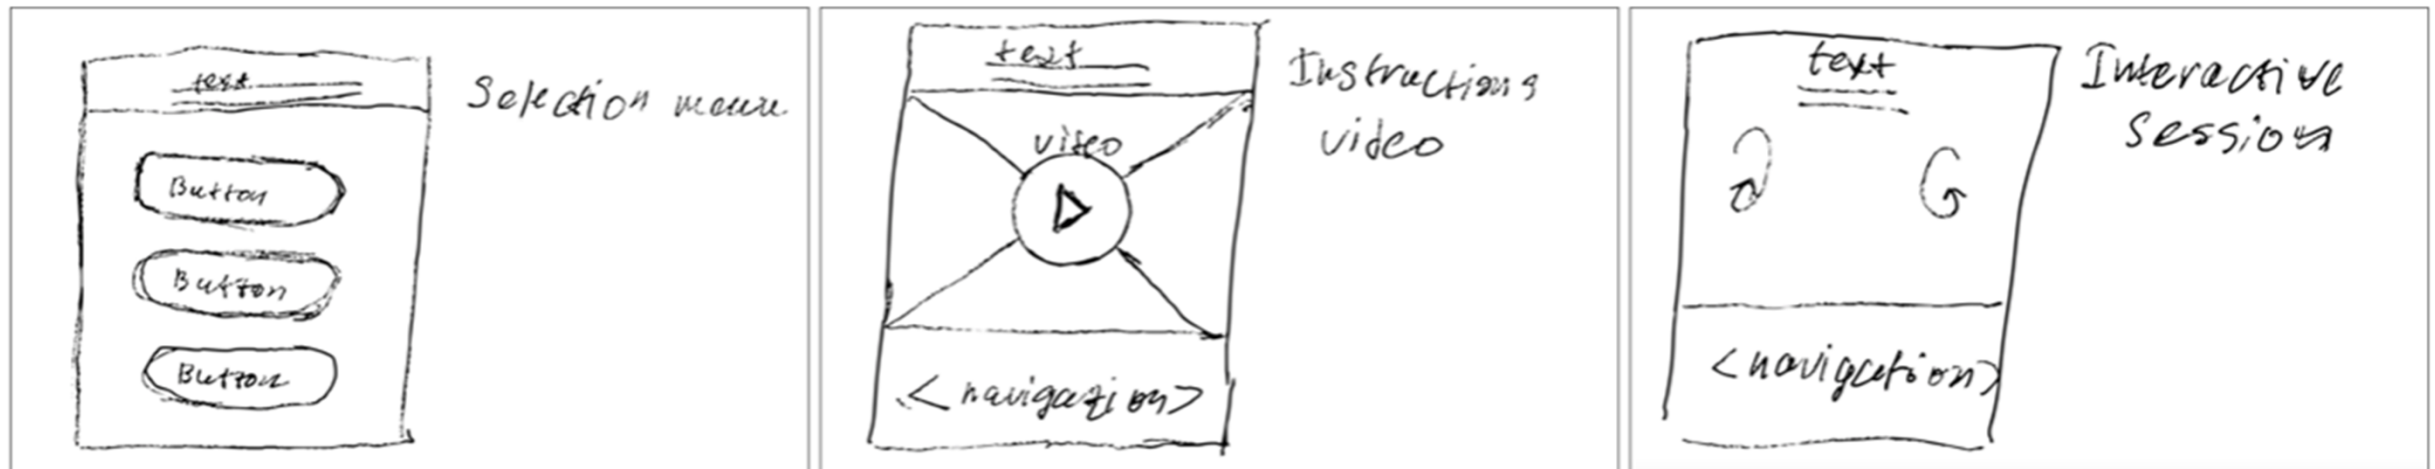 text
Selection menu
Button
Button
Button
text
Instructions
video
video
<navigation>
text
Interactive
Session
<navigation>